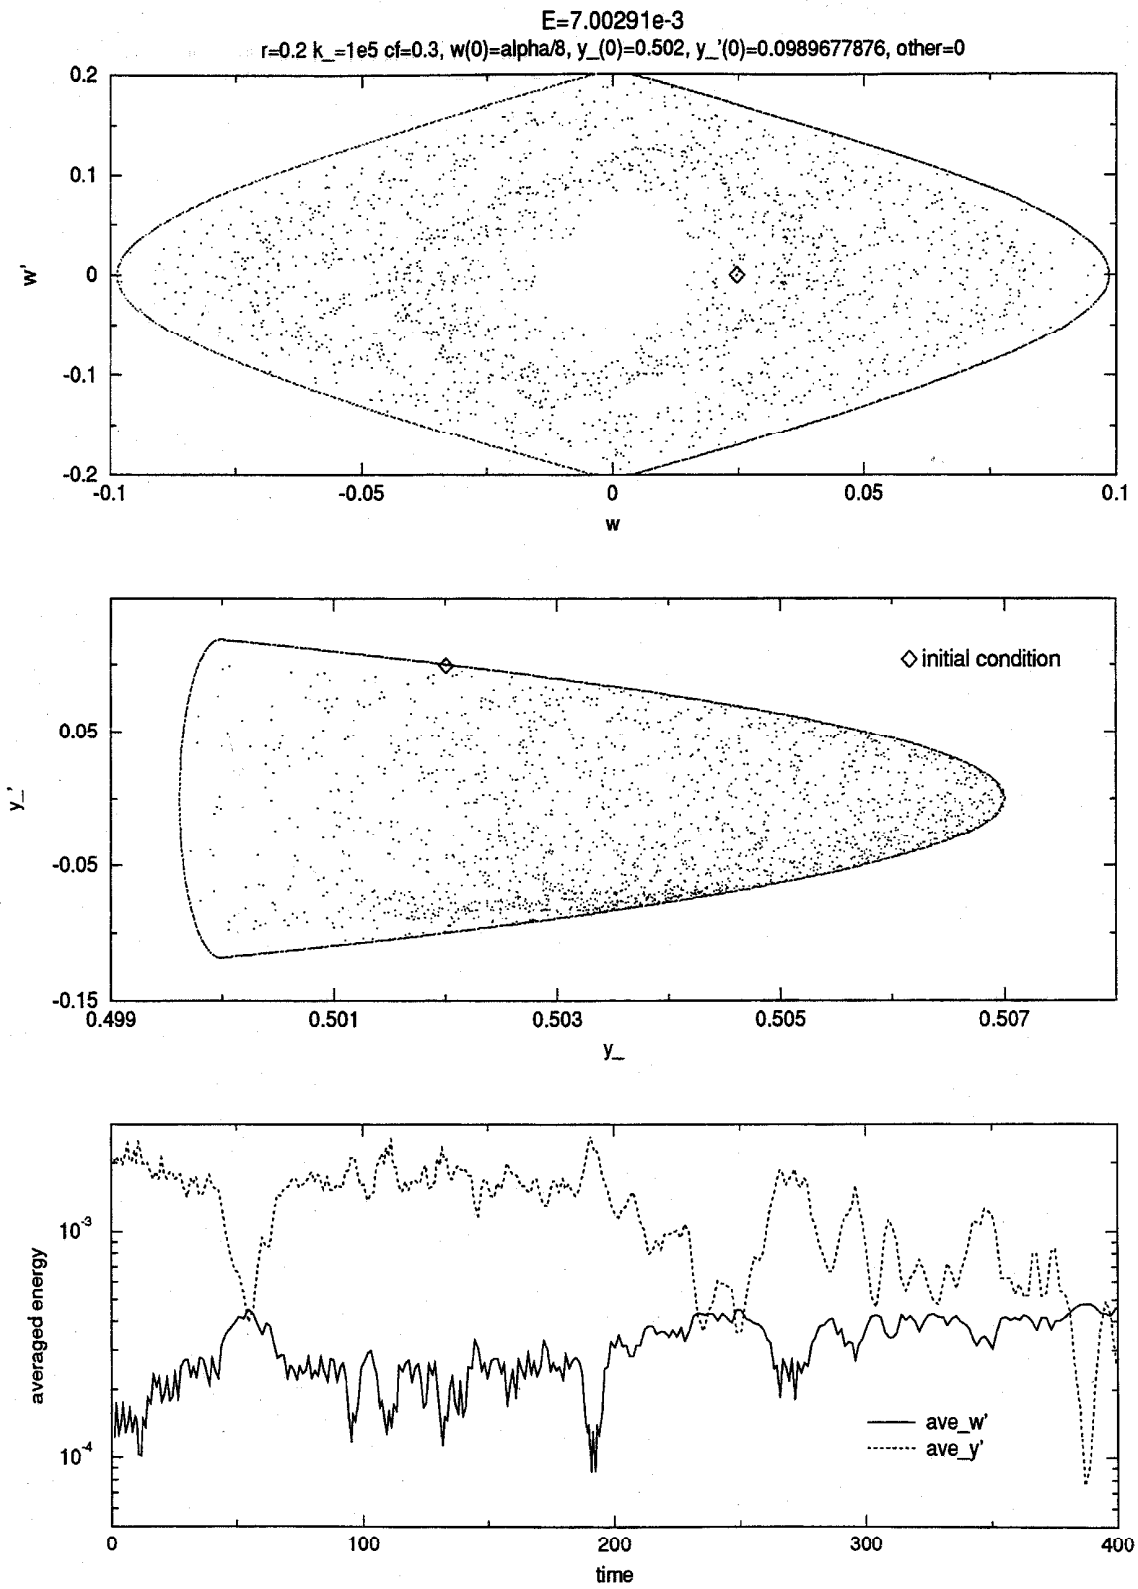 E=7.00291e-3
r=0.2 k_=1e5 cf=0.3, w(0)=alpha/8, y_(0)=0.502, y_'(0)=0.0989677876, other=0
0.2
0.1
w'
0
-0.1
-0.2
-0.1 -0.05 0 0.05 0.1
w
initial condition
0.05
y_'
-0.05
-0.15
0.499 0.501 0.503 0.505 0.507
y_
10-3
averaged energy
ave_w'
ave_y'
10-4
0 100 200 300 400
time